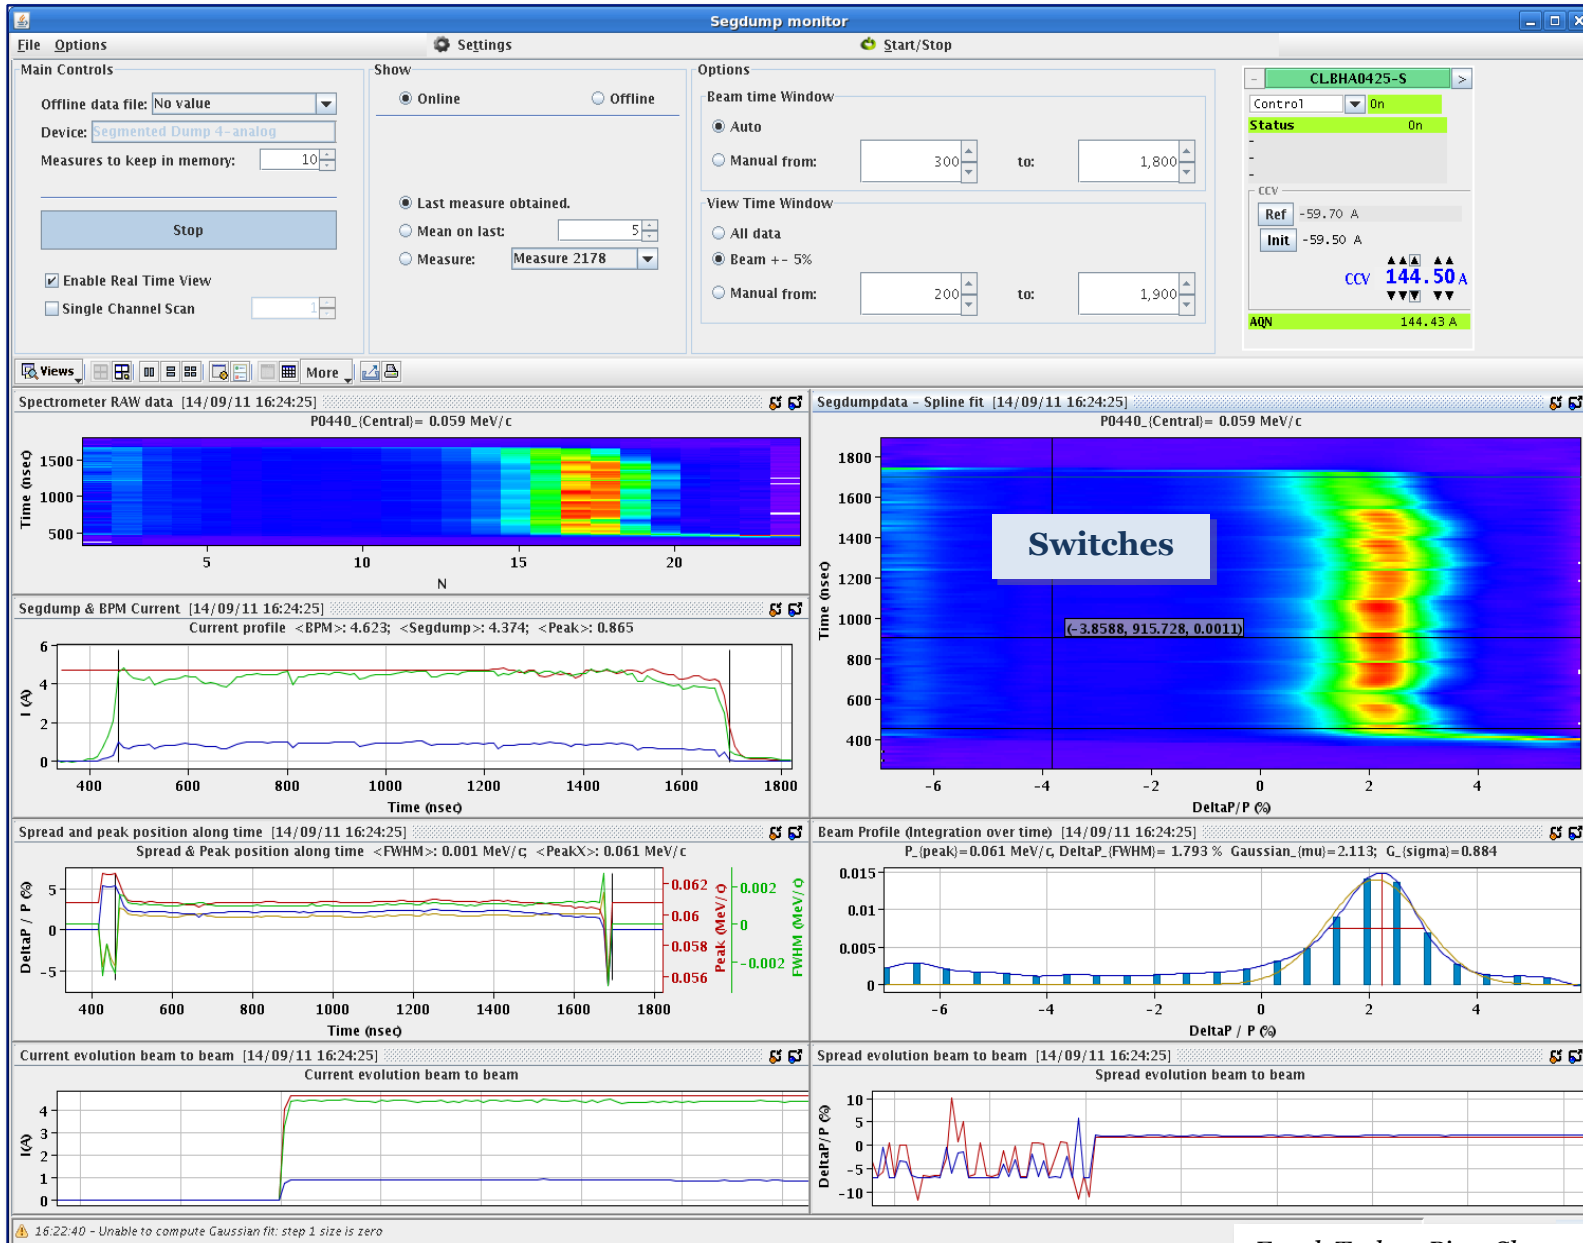 Segdump monitor
File Options Settings Start/Stop
Main Controls
Offline data file: No value
Device: Segmented Dump 4-analog
Measures to keep in memory: 10
Stop
Enable Real Time View
Single Channel Scan 1
Show
Online Offline
Last measure obtained.
Mean on last: 5
Measure: Measure 2178
Options
Beam time Window
Auto
Manual from: 300 to: 1,800
View Time Window
All data
Beam +- 5%
Manual from: 200 to: 1,900
- CL.BHA0425-S >
Control On
Status On
-
-
-
CCV
Ref -59.70 A
Init -59.50 A
CCV 144.50 A
AQN 144.43 A
Views More
Spectrometer RAW data [14/09/11 16:24:25]
P0440_{Central}= 0.059 MeV/c
Time (nsec)
1500
1000
500
5 10 15 20
N
Segdumpdata - Spline fit [14/09/11 16:24:25]
P0440_{Central}= 0.059 MeV/c
Time (nsec)
1800
1600
1400
1200
1000
800
600
400
Switches
(-3.8588, 915.728, 0.0011)
-6 -4 -2 0 2 4
DeltaP/P (%)
Segdump & BPM Current [14/09/11 16:24:25]
Current profile <BPM>: 4.623; <Segdump>: 4.374; <Peak>: 0.865
I (A)
6
4
2
0
400 600 800 1000 1200 1400 1600 1800
Time (nsec)
Spread and peak position along time [14/09/11 16:24:25]
Spread & Peak position along time <FWHM>: 0.001 MeV/c; <PeakX>: 0.061 MeV/c
DeltaP / P (%)
5
0
-5
0.062
0.06
0.058
0.056
Peak (MeV/c)
0.002
0
-0.002
FWHM (MeV/c)
400 600 800 1000 1200 1400 1600 1800
Time (nsec)
Beam Profile (Integration over time) [14/09/11 16:24:25]
P_{peak}=0.061 MeV/c, DeltaP_{FWHM}= 1.793 % Gaussian_{mu}=2.113; G_{sigma}=0.884
0.015
0.01
0.005
0
-6 -4 -2 0 2 4
DeltaP / P (%)
Current evolution beam to beam [14/09/11 16:24:25]
Current evolution beam to beam
I(A)
4
3
2
1
0
Spread evolution beam to beam [14/09/11 16:24:25]
Spread evolution beam to beam
DeltaP/P (%)
10
5
0
-5
-10
16:22:40 - Unable to compute Gaussian fit: step 1 size is zero